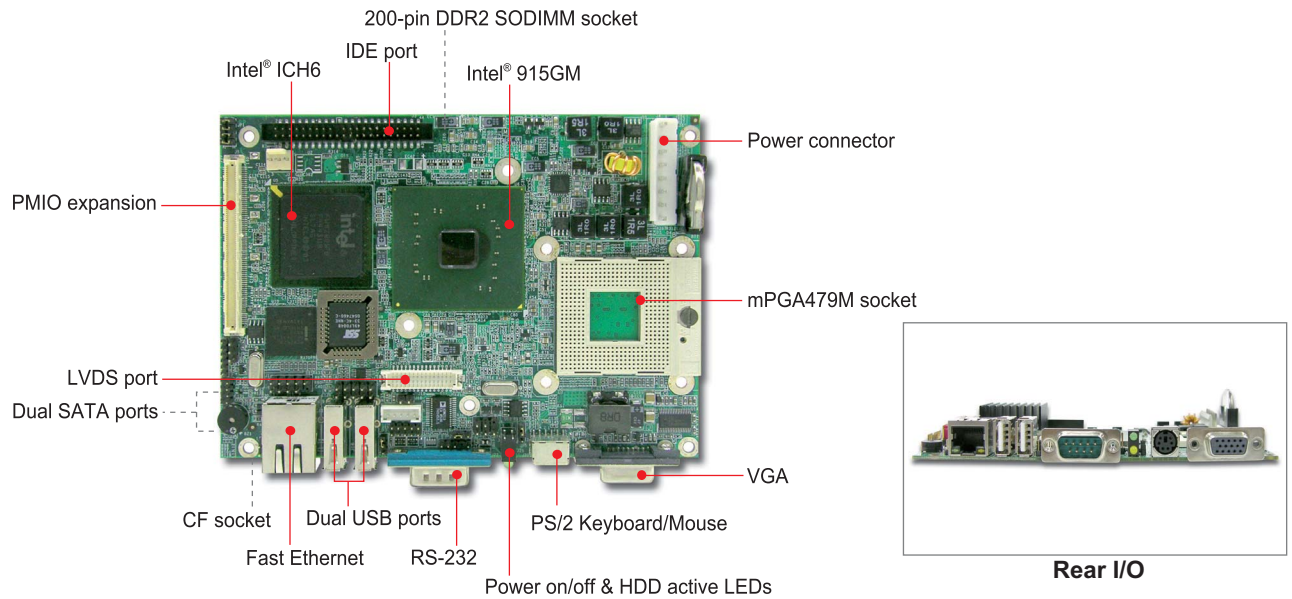 200-pin DDR2 SODIMM socket
IDE port
Intel® ICH6
Intel® 915GM
Power connector
PMIO expansion
mPGA479M socket
LVDS port
Dual SATA ports
VGA
CF socket
Dual USB ports
PS/2 Keyboard/Mouse
Fast Ethernet
RS-232
Power on/off & HDD active LEDs
Rear I/O
intel
SST